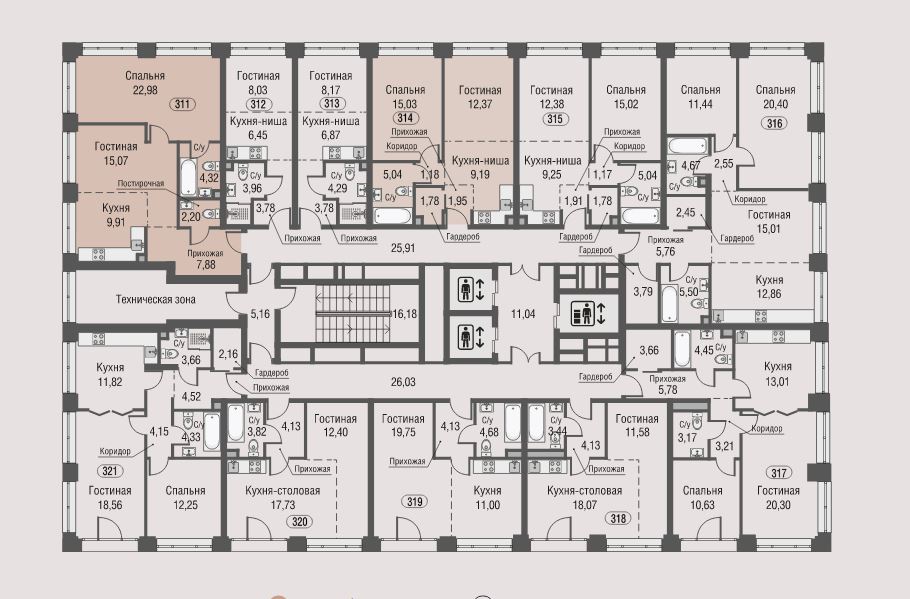 Спальня
22,98
311
Гостиная
8,03
312
Кухня-ниша
6,45
Гостиная
8,17
313
Кухня-ниша
6,87
Спальня
15,03
314
Гостиная
12,37
Прихожая
Коридор
Кухня-ниша
9,19
Гостиная
12,38
315
Спальня
15,02
Прихожая
Коридор
Кухня-ниша
9,25
Спальня
11,44
Спальня
20,40
316
Гостиная
15,07
С/у
4,32
Постирочная
С/у
2,20
Кухня
9,91
Прихожая
7,88
С/у
3,96
3,78
С/у
4,29
3,78
Прихожая
Прихожая
5,04
С/у
1,18
1,78
1,95
Гардероб
1,91
1,17
1,78
5,04
С/у
Гардероб
4,67
С/у
2,55
Коридор
2,45
Гардероб
Гостиная
15,01
25,91
Гардероб
Прихожая
5,76
3,79
5,50
С/у
Кухня
12,86
Техническая зона
5,16
16,18
11,04
Кухня
11,82
С/у
3,66
2,16
Гардероб
Прихожая
4,52
26,03
Гардероб
3,66
4,45
С/у
5,78
Прихожая
Кухня
13,01
4,15
С/у
4,33
Коридор
321
Гостиная
18,56
Спальня
12,25
С/у
3,82
4,13
Гостиная
12,40
Прихожая
Кухня-столовая
17,73
320
Гостиная
19,75
4,13
С/у
4,68
Прихожая
319
Кухня
11,00
С/у
3,44
4,13
Гостиная
11,58
Прихожая
Кухня-столовая
18,07
318
С/у
3,17
3,21
Коридор
Спальня
10,63
317
Гостиная
20,30